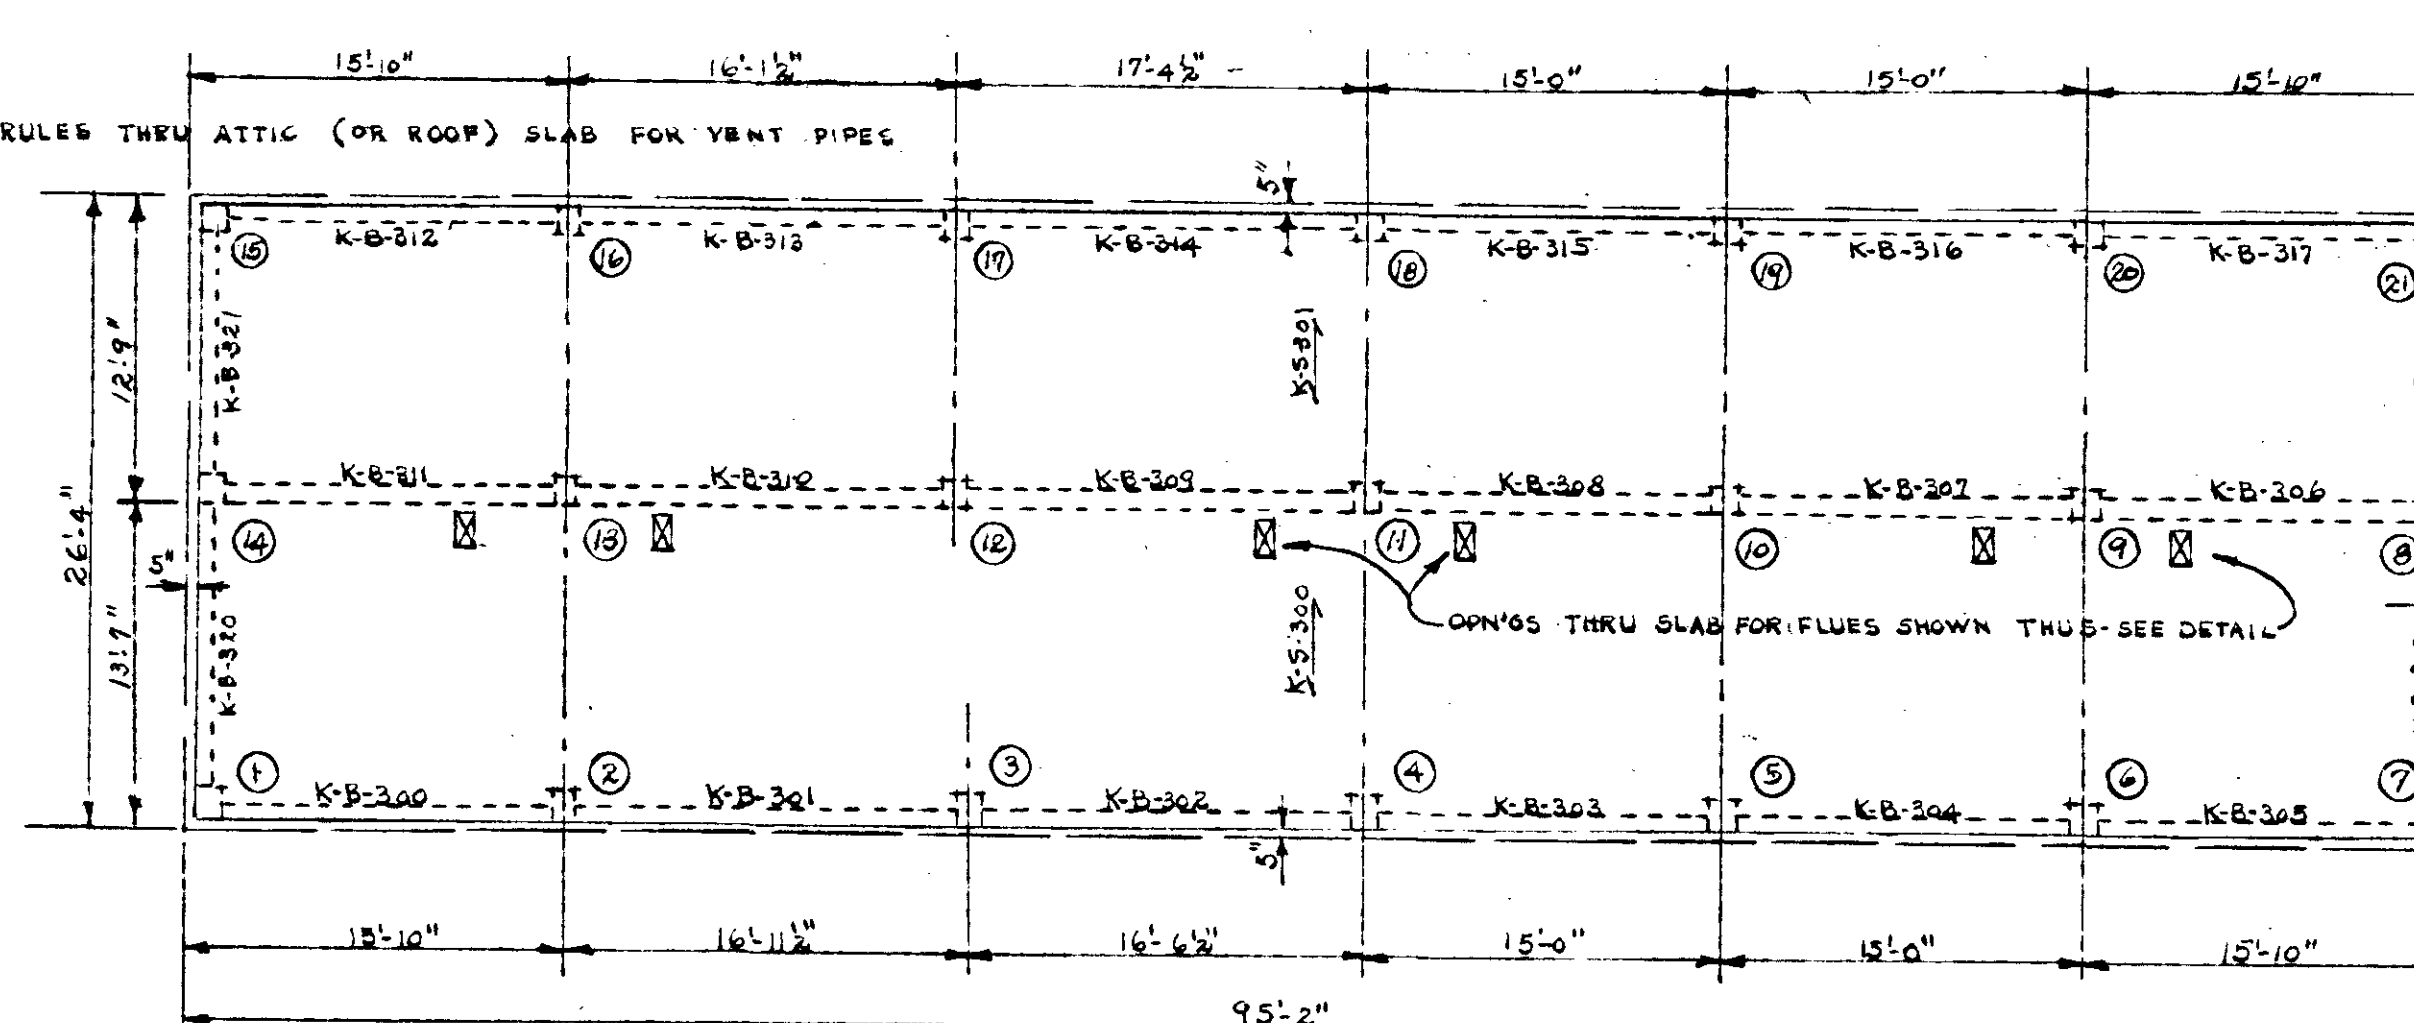 15'-10" 16'-1½" 17'-4½" 15'-0" 15'-0" 15'-10"
RULES THRU ATTIC (OR ROOF) SLAB FOR VENT PIPES
5"
K-B-312 K-B-313 K-B-314 K-B-315 K-B-316 K-B-317
15 16 17 18 19 20 21
12'-9"
K-B-321
K-S-301
K-B-311 K-B-310 K-B-309 K-B-308 K-B-307 K-B-306
14 13 12 11 10 9 8
26'-4"
5"
13'-7"
K-B-320
K-S-300
OPN'GS THRU SLAB FOR FLUES SHOWN THUS-SEE DETAIL
1 2 3 4 5 6 7
K-B-300 K-B-301 K-B-302 K-B-303 K-B-304 K-B-305
5"
15'-10" 16'-11½" 16'-6½" 15'-0" 15'-0" 15'-10"
95'-2"